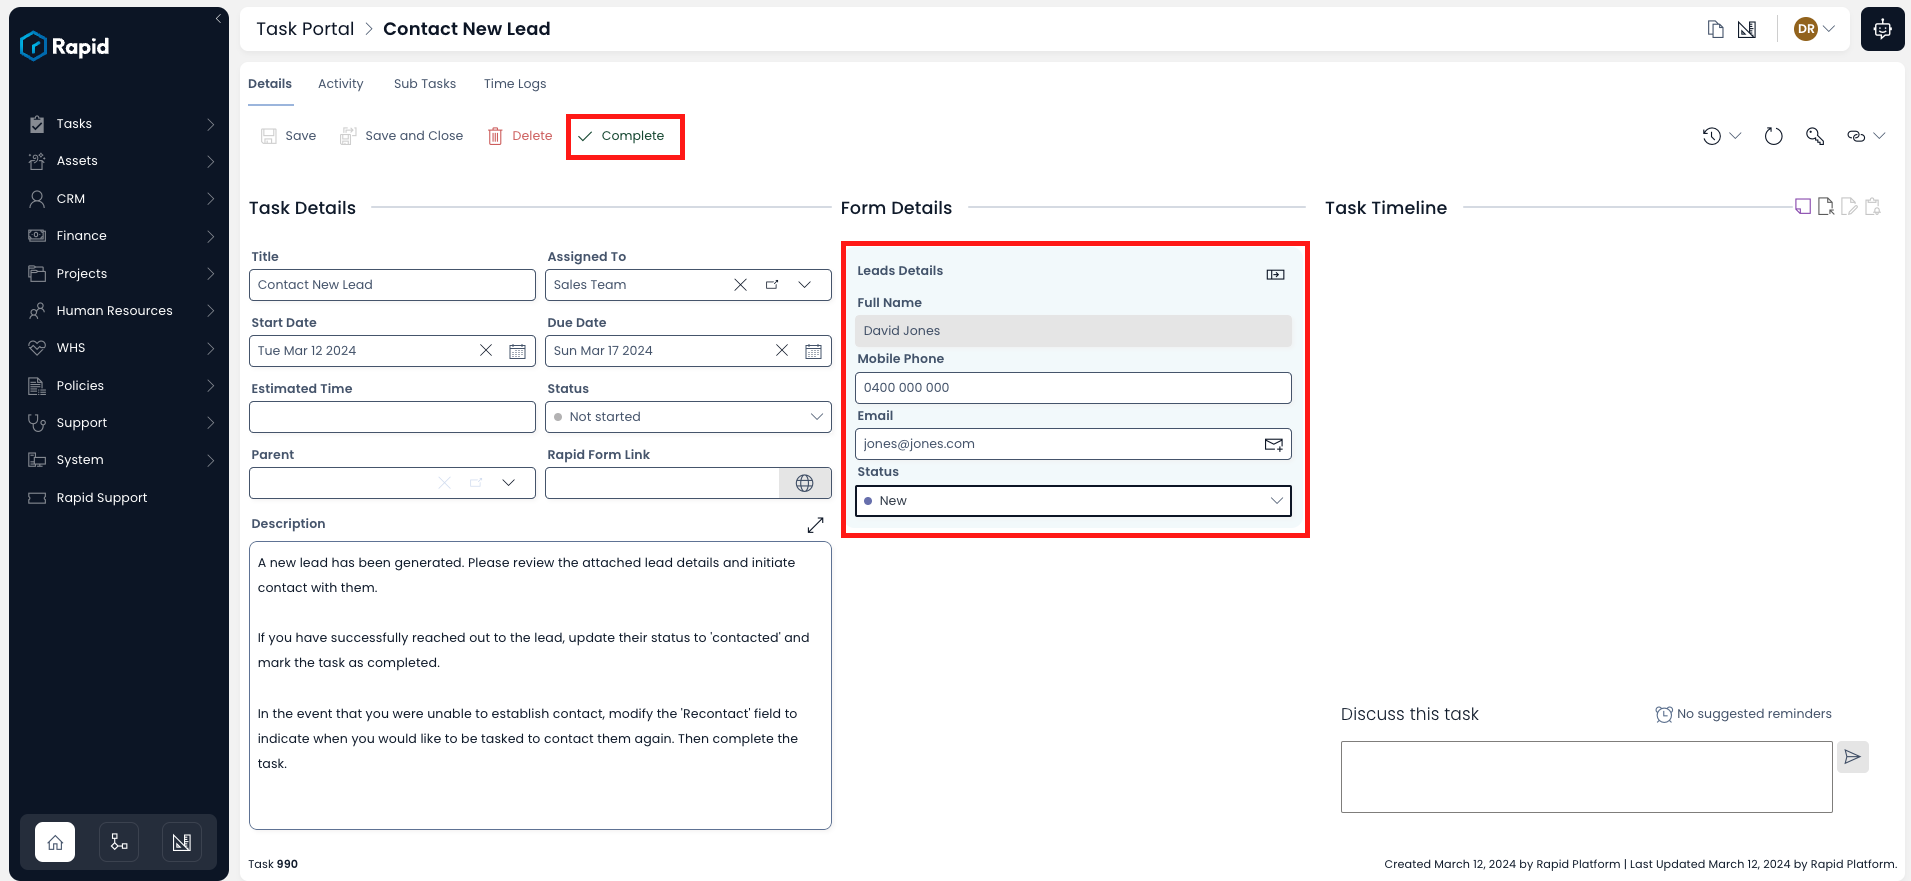 Rapid
Task Portal > Contact New Lead
DR
Details
Activity
Sub Tasks
Time Logs
Tasks
Assets
CRM
Finance
Projects
Human Resources
WHS
Policies
Support
System
Rapid Support
Save
Save and Close
Delete
Complete
Task Details
Title
Assigned To
Contact New Lead
Sales Team
Start Date
Due Date
Tue Mar 12 2024
Sun Mar 17 2024
Estimated Time
Status
Not started
Parent
Rapid Form Link
Description
A new lead has been generated. Please review the attached lead details and initiate
contact with them.
If you have successfully reached out to the lead, update their status to 'contacted' and
mark the task as completed.
In the event that you were unable to establish contact, modify the 'Recontact' field to
indicate when you would like to be tasked to contact them again. Then complete the
task.
Form Details
Leads Details
Full Name
David Jones
Mobile Phone
0400 000 000
Email
jones@jones.com
Status
New
Task Timeline
Discuss this task
No suggested reminders
Task 990
Created March 12, 2024 by Rapid Platform | Last Updated March 12, 2024 by Rapid Platform.